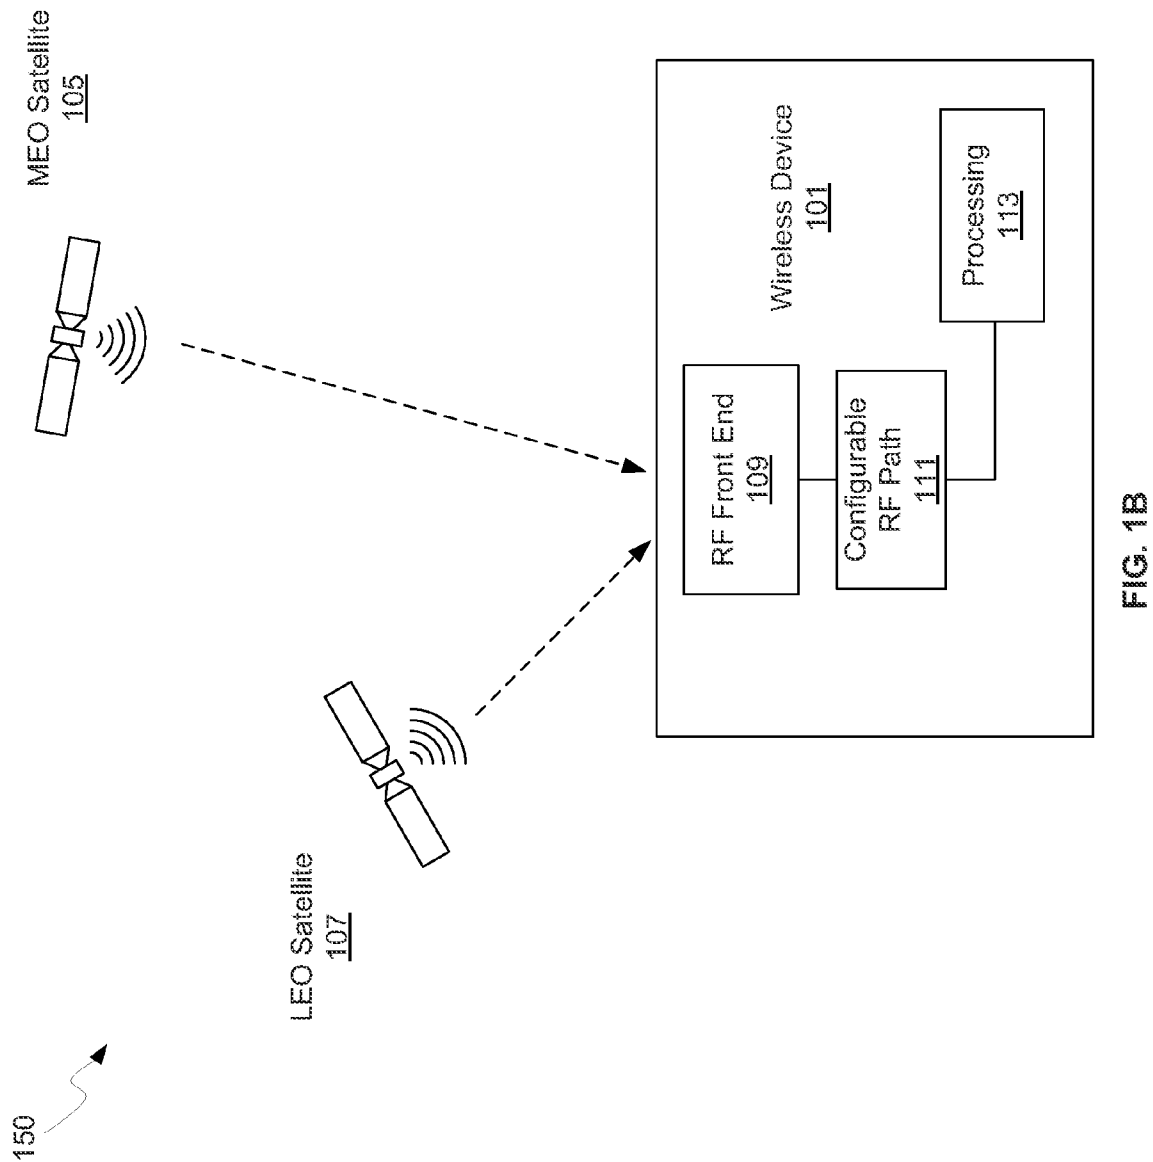 150
LEO Satellite
107
MEO Satellite
105
RF Front End
109
Configurable
RF Path
111
Wireless Device
101
Processing
113
FIG. 1B